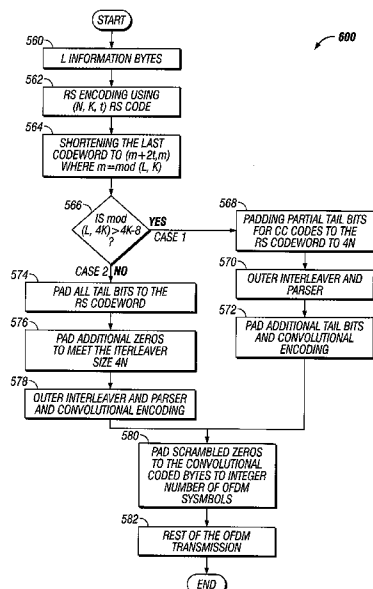 START
600
560
L INFORMATION BYTES
562
RS ENCODING USING
(N, K, t) RS CODE
564
SHORTENING THE LAST
CODEWORD TO (m+2t,m)
WHERE m=mod (L, K)
566
IS mod
(L, 4K)>4K-8
?
YES
CASE 1
568
PADDING PARTIAL TAIL BITS
FOR CC CODES TO THE
RS CODEWORD TO 4N
CASE 2
NO
574
PAD ALL TAIL BITS TO THE
RS CODEWORD
570
OUTER INTERLEAVER AND
PARSER
576
PAD ADDITIONAL ZEROS
TO MEET THE ITERLEAVER
SIZE 4N
572
PAD ADDITIONAL TAIL BITS
AND CONVOLUTIONAL
ENCODING
578
OUTER INTERLEAVER AND PARSER
AND CONVOLUTIONAL ENCODING
580
PAD SCRAMBLED ZEROS
TO THE CONVOLUTIONAL
CODED BYTES TO INTEGER
NUMBER OF OFDM
SYSMBOLS
582
REST OF THE OFDM
TRANSMISSION
END